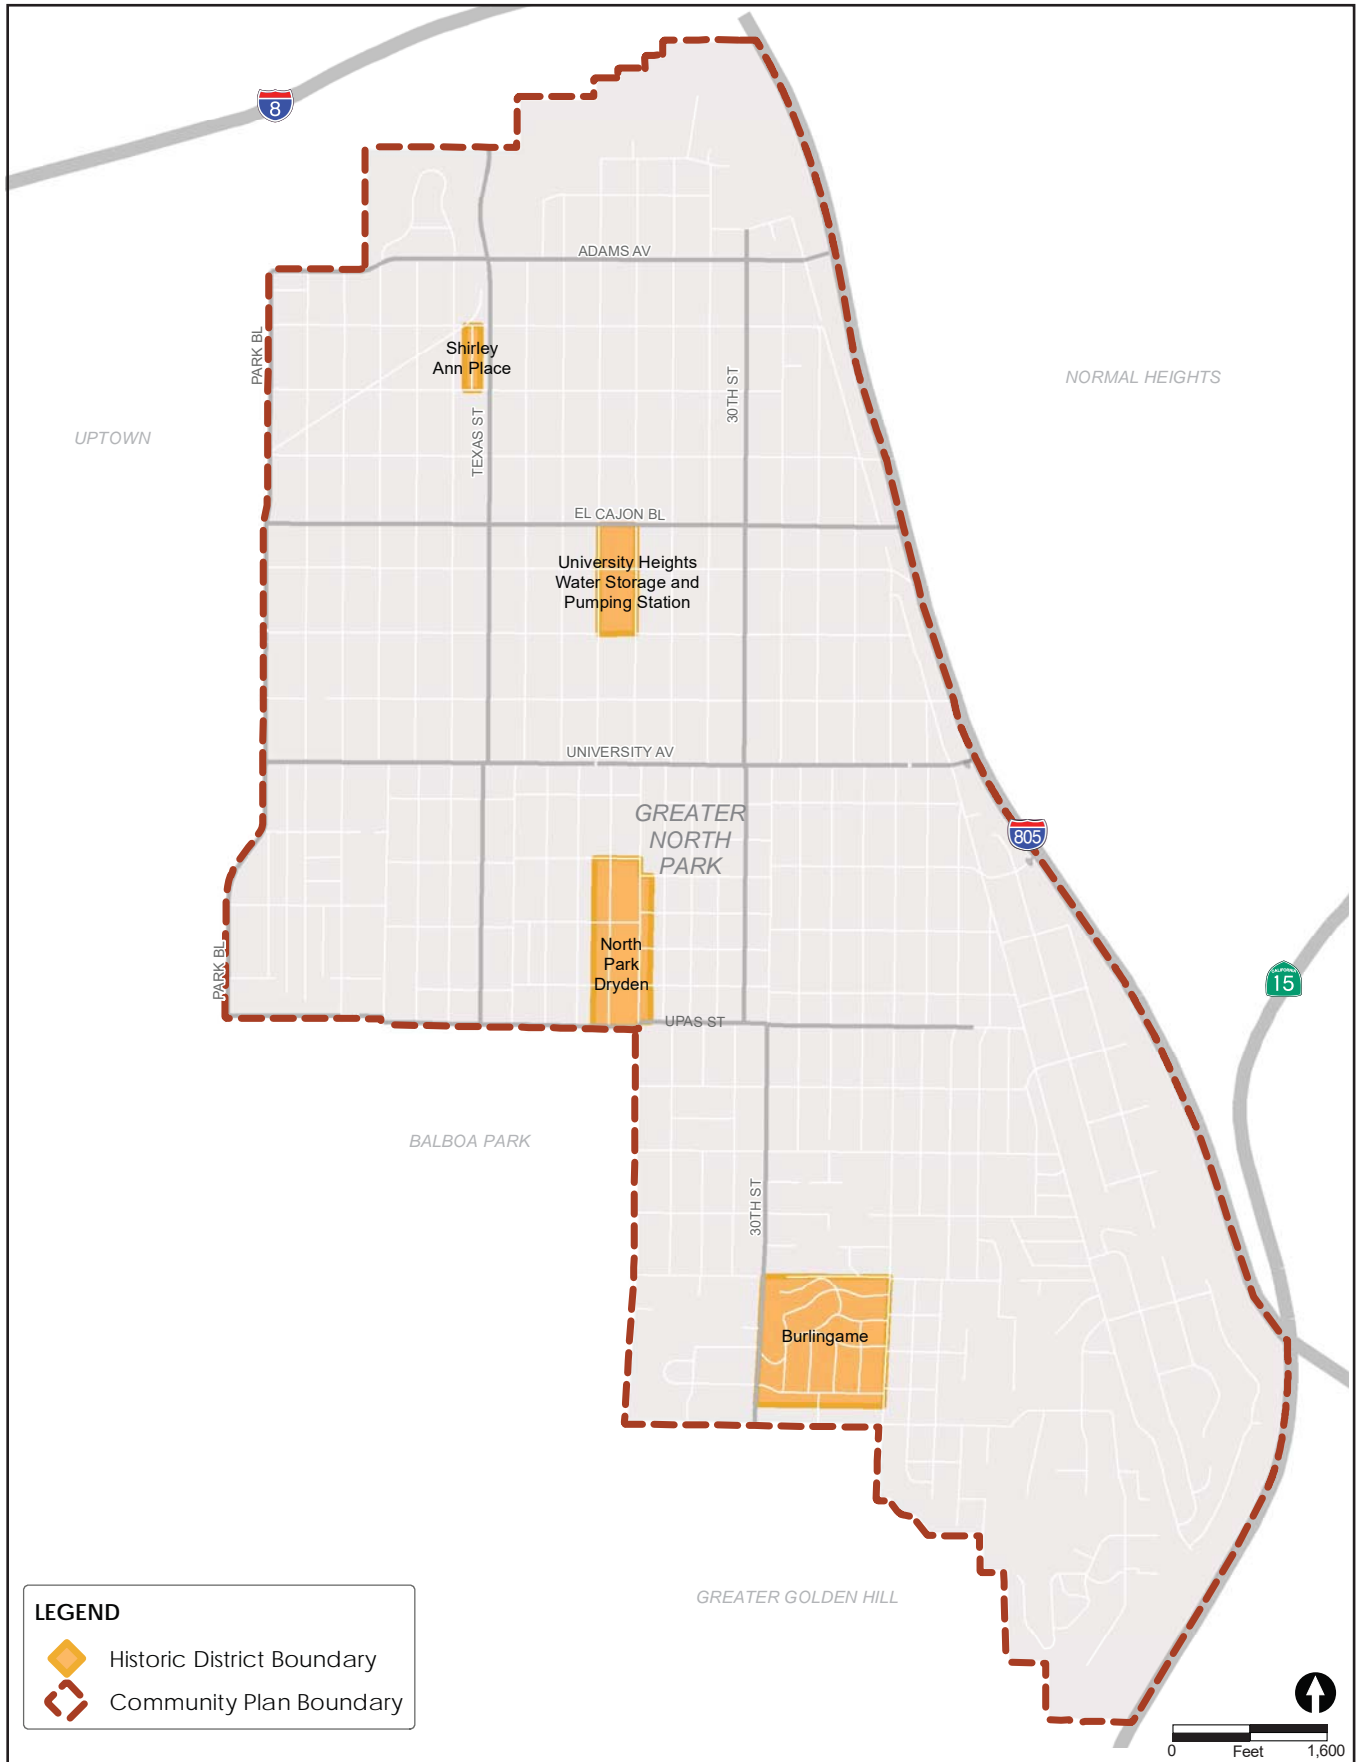 8
ADAMS AV
PARK BL
Shirley
Ann Place
30TH ST
NORMAL HEIGHTS
UPTOWN
TEXAS ST
EL CAJON BL
University Heights
Water Storage and
Pumping Station
UNIVERSITY AV
GREATER
NORTH
PARK
805
North
Park
Dryden
PARK BL
CALIFORNIA
15
UPAS ST
BALBOA PARK
30TH ST
Burlingame
GREATER GOLDEN HILL
LEGEND
Historic District Boundary
Community Plan Boundary
0 Feet 1,600